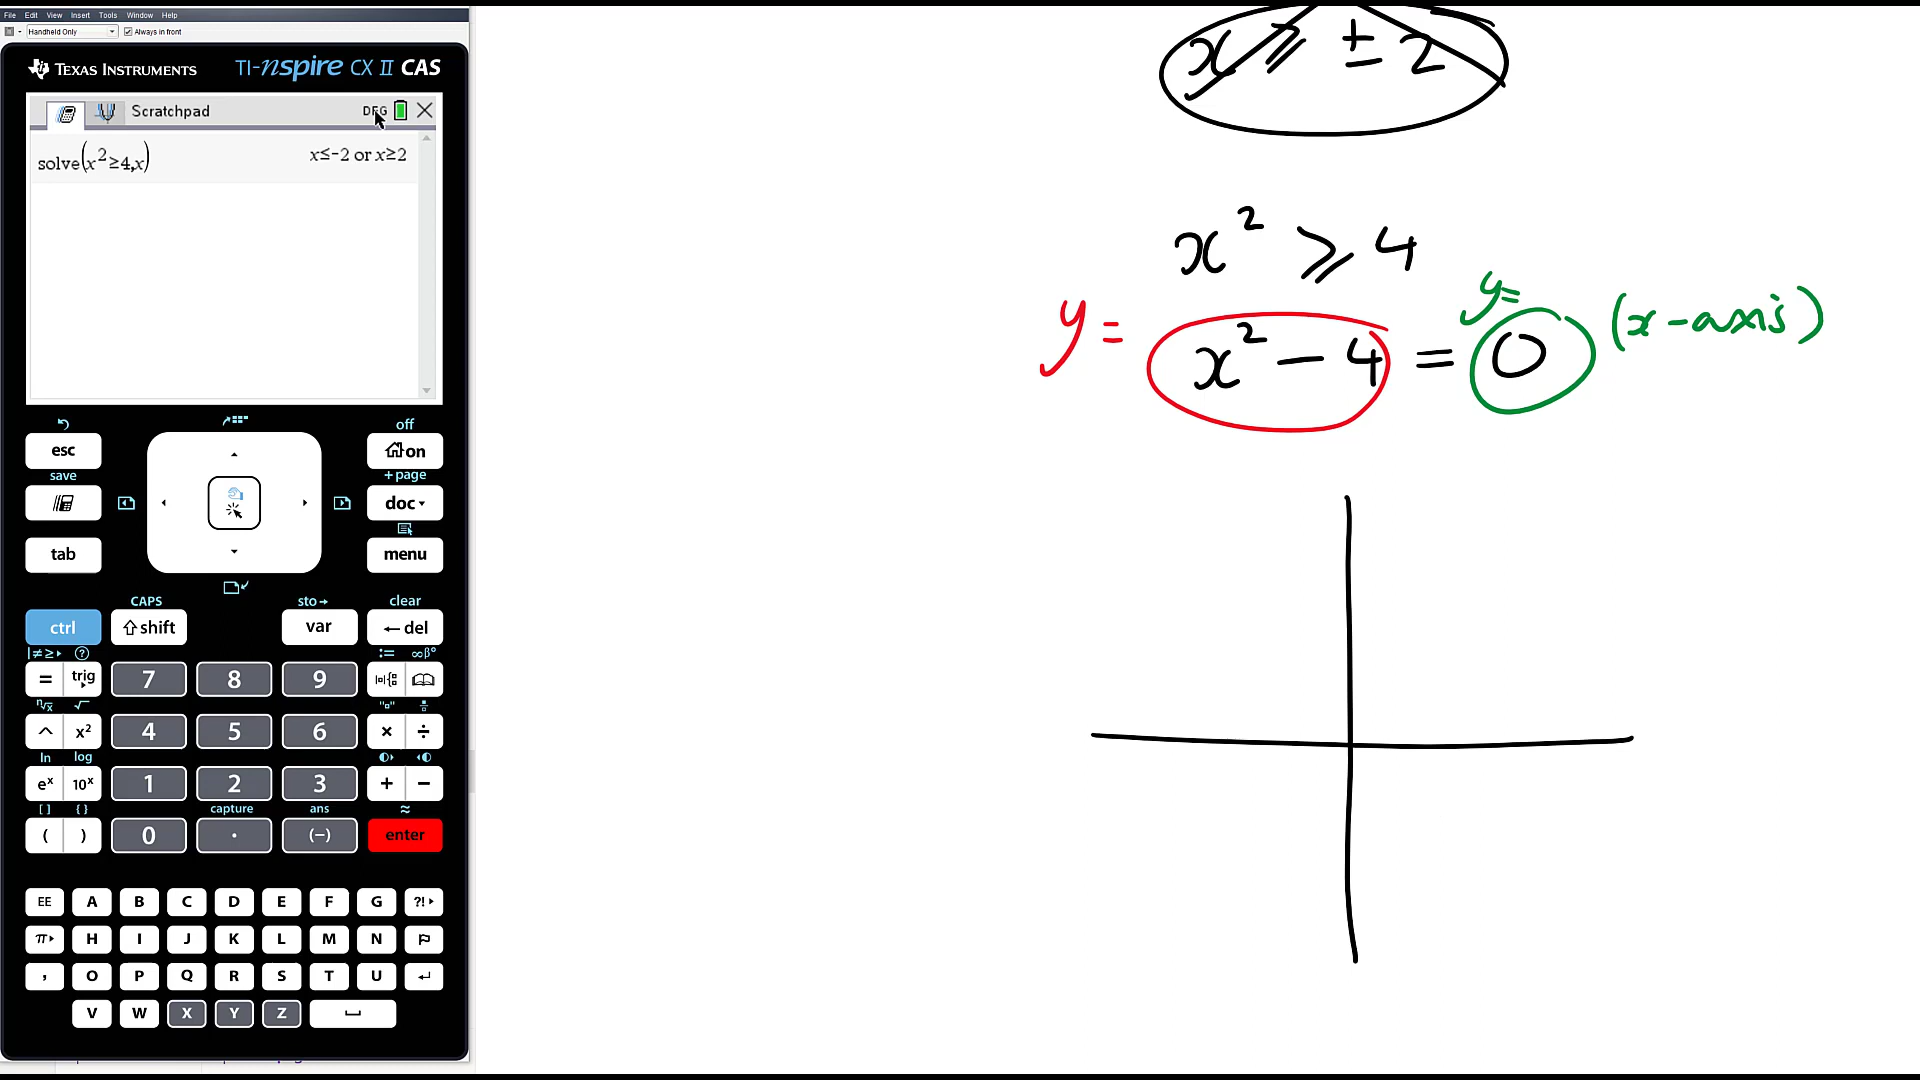 File Edit View Insert Tools Window Help
Handheld Only Always in front
TEXAS INSTRUMENTS TI-nspire CX II CAS
Scratchpad DEG
solve(x²≥4,x) x≤-2 or x≥2
off
esc on
save +page
doc
tab menu
CAPS sto→ clear
ctrl ⇧shift var ←del
|≠≥▸ ? := ∞β°
= trig 7 8 9 |□|{
ⁿ√x √ "□"
^ x² 4 5 6 × ÷
ln log
eˣ 10ˣ 1 2 3 + −
[ ] { } capture ans ≈
( ) 0 . (−) enter
EE A B C D E F G ?!▸
π▸ H I J K L M N
, O P Q R S T U ↵
V W X Y Z
x ⩾ ± 2
x² ⩾ 4
y = x² − 4 = 0 y= (x-axis)